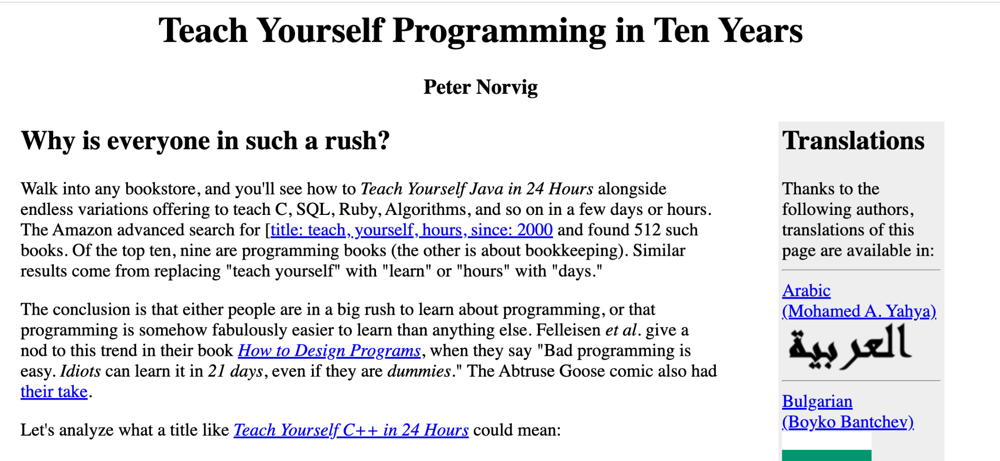 Teach Yourself Programming in Ten Years
Peter Norvig
Why is everyone in such a rush?
Walk into any bookstore, and you'll see how to Teach Yourself Java in 24 Hours alongside
endless variations offering to teach C, SQL, Ruby, Algorithms, and so on in a few days or hours.
The Amazon advanced search for [title: teach, yourself, hours, since: 2000 and found 512 such
books. Of the top ten, nine are programming books (the other is about bookkeeping). Similar
results come from replacing "teach yourself" with "learn" or "hours" with "days."
The conclusion is that either people are in a big rush to learn about programming, or that
programming is somehow fabulously easier to learn than anything else. Felleisen et al. give a
nod to this trend in their book How to Design Programs, when they say "Bad programming is
easy. Idiots can learn it in 21 days, even if they are dummies." The Abtruse Goose comic also had
their take.
Let's analyze what a title like Teach Yourself C++ in 24 Hours could mean:
Translations
Thanks to the
following authors,
translations of this
page are available in:
Arabic
(Mohamed A. Yahya)
العربية
Bulgarian
(Boyko Bantchev)